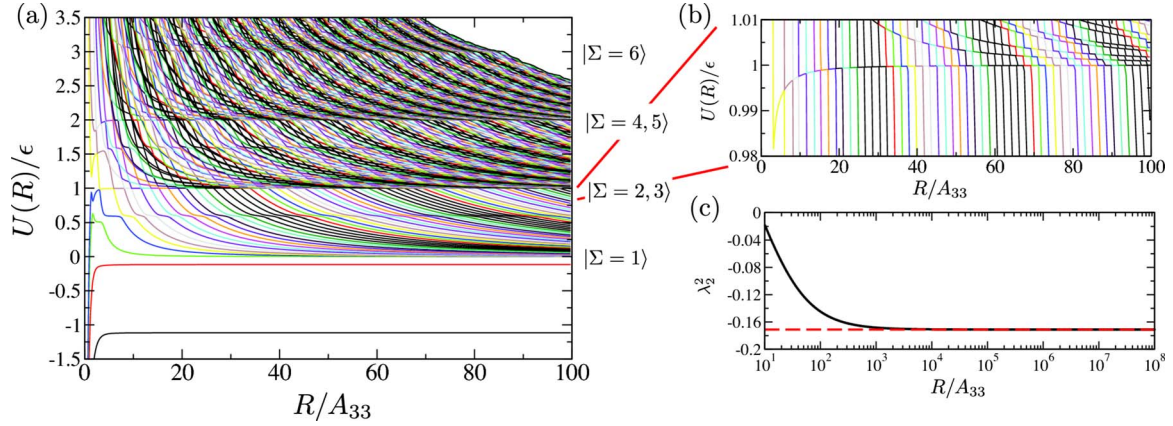 (a)
3.5
3
2.5
2
1.5
1
0.5
0
-0.5
-1
-1.5
U(R)/ϵ
0 20 40 60 80 100
R/A₃₃
|Σ = 6⟩
|Σ = 4, 5⟩
|Σ = 2, 3⟩
|Σ = 1⟩
(b)
1.01
1
0.99
0.98
U(R)/ϵ
0 20 40 60 80 100
R/A₃₃
(c)
0
-0.04
-0.08
-0.12
-0.16
-0.2
λ₂²
10¹ 10² 10³ 10⁴ 10⁵ 10⁶ 10⁷ 10⁸
R/A₃₃